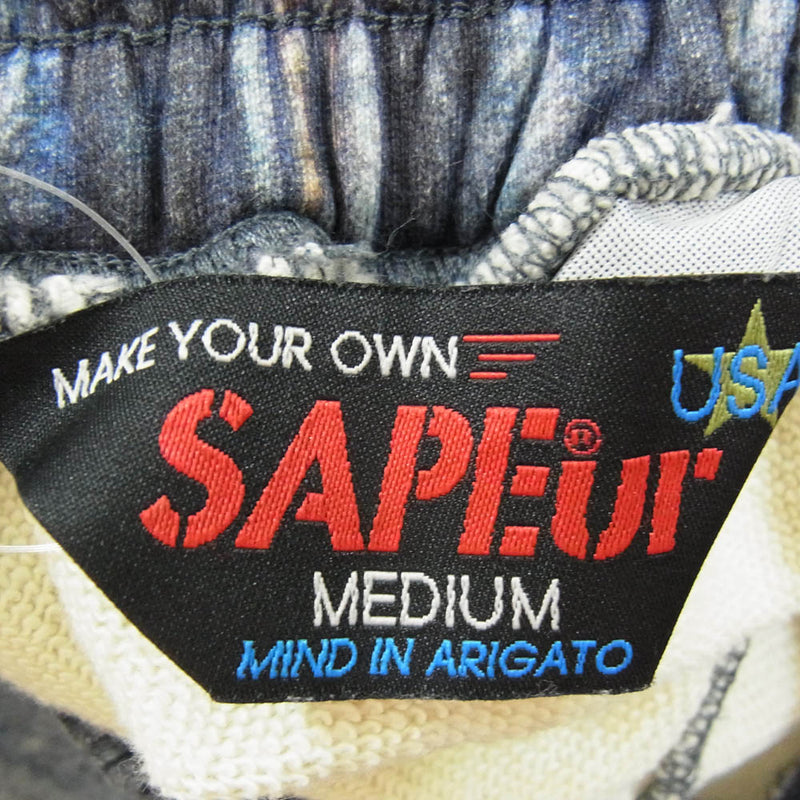 MAKE YOUR OWN
USA
SAPEur®
MEDIUM
MIND IN ARIGATO